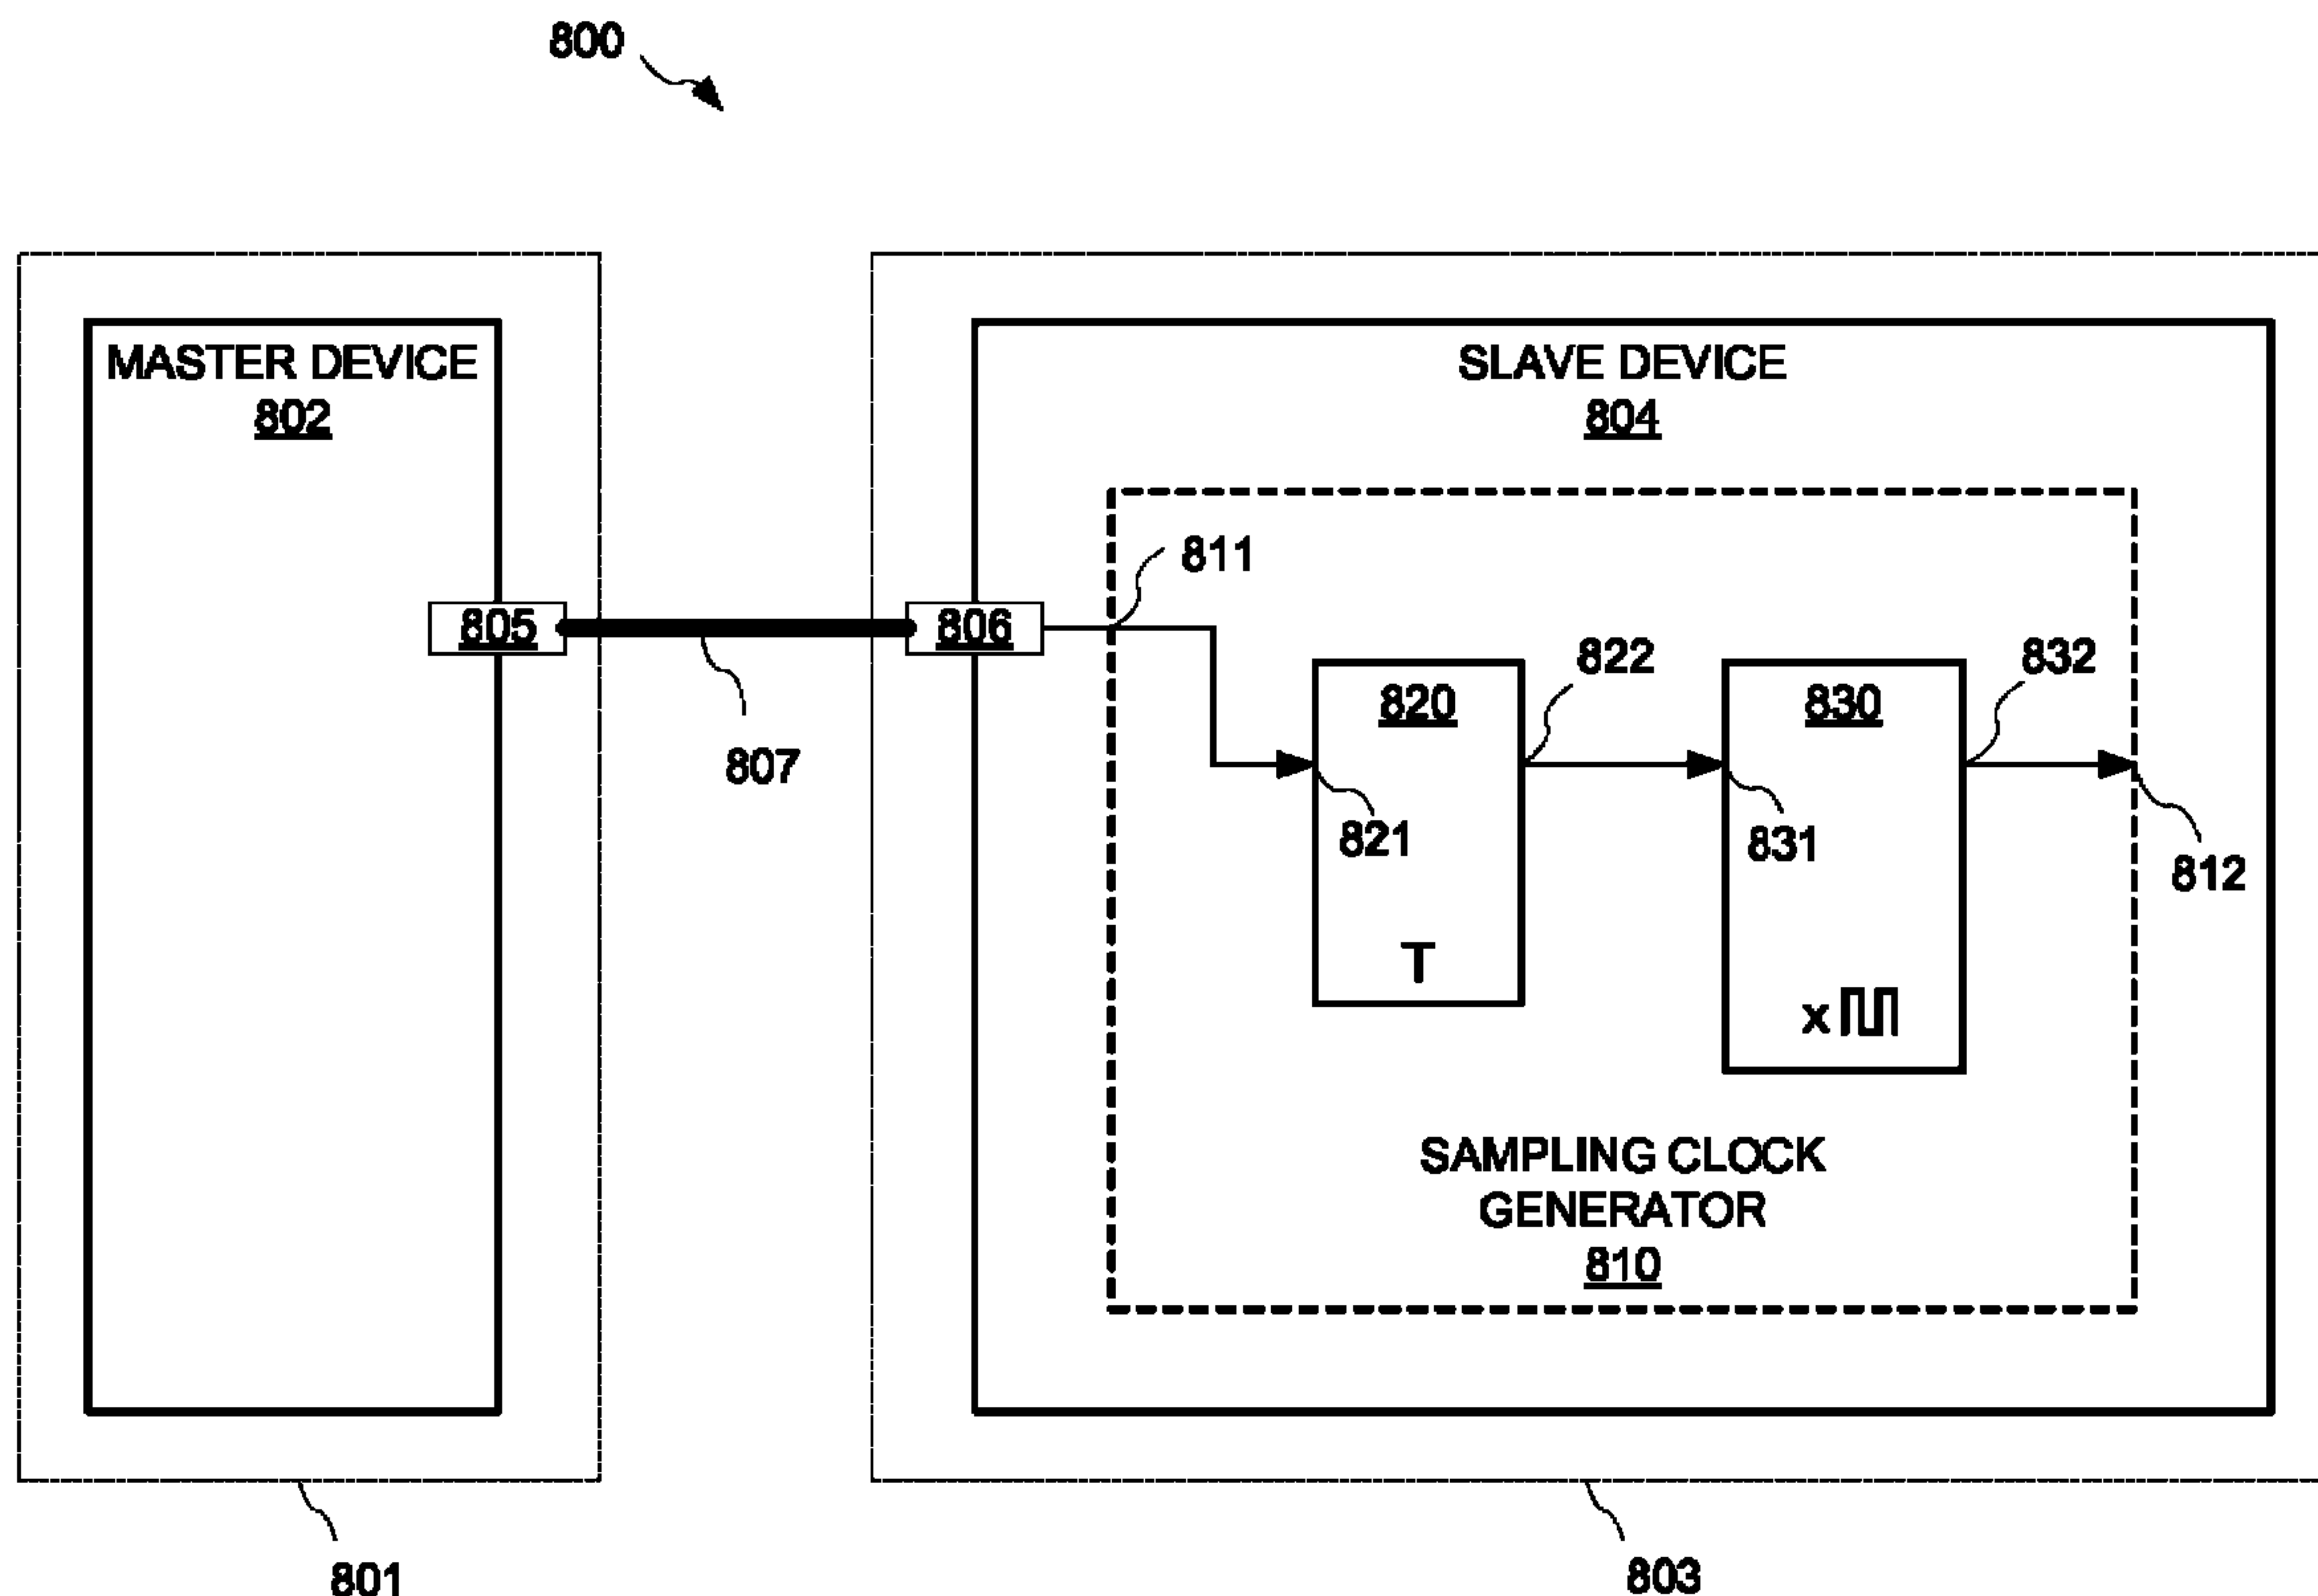 800
MASTER DEVICE
802
SLAVE DEVICE
804
811
805
806
822
832
820
830
807
821
831
812
T
x
SAMPLING CLOCK
GENERATOR
810
801
803